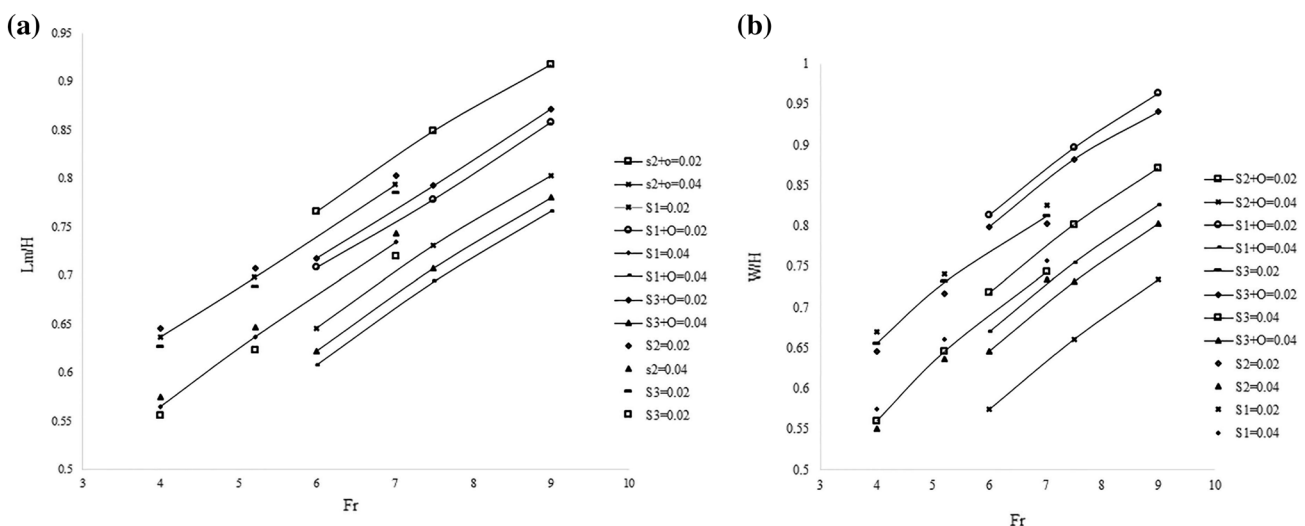 (a)
0.95
0.9
0.85
0.8
0.75
0.7
0.65
0.6
0.55
0.5
Lm/H
3 4 5 6 7 8 9 10
Fr
s2+o=0.02
s2+o=0.04
S1=0.02
S1+O=0.02
S1=0.04
S1+O=0.04
S3+O=0.02
S3+O=0.04
S2=0.02
s2=0.04
S3=0.02
S3=0.02
(b)
1
0.95
0.9
0.85
0.8
0.75
0.7
0.65
0.6
0.55
0.5
W/H
3 4 5 6 7 8 9 10
Fr
S2+O=0.02
S2+O=0.04
S1+O=0.02
S1+O=0.04
S3=0.02
S3+O=0.02
S3=0.04
S3+O=0.04
S2=0.02
S2=0.04
S1=0.02
S1=0.04